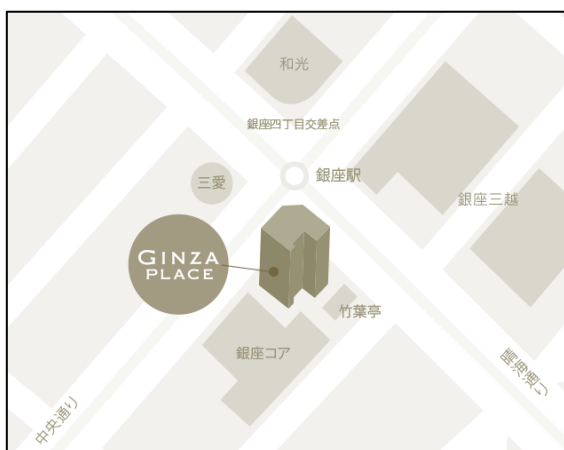 和光
銀座四丁目交差点
銀座駅
三愛
銀座三越
GINZA
PLACE
竹葉亭
銀座コア
晴海通り
中央通り